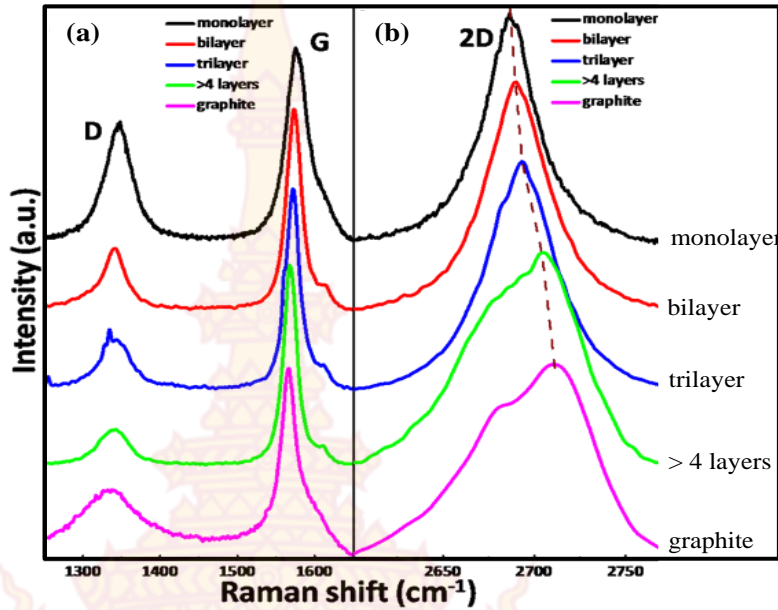 (a)
monolayer
bilayer
trilayer
>4 layers
graphite
D
G
(b)
2D
monolayer
bilayer
trilayer
>4 layers
graphite
monolayer
bilayer
trilayer
> 4 layers
graphite
Intensity (a.u.)
1300 1400 1500 1600 2650 2700 2750
Raman shift (cm⁻¹)